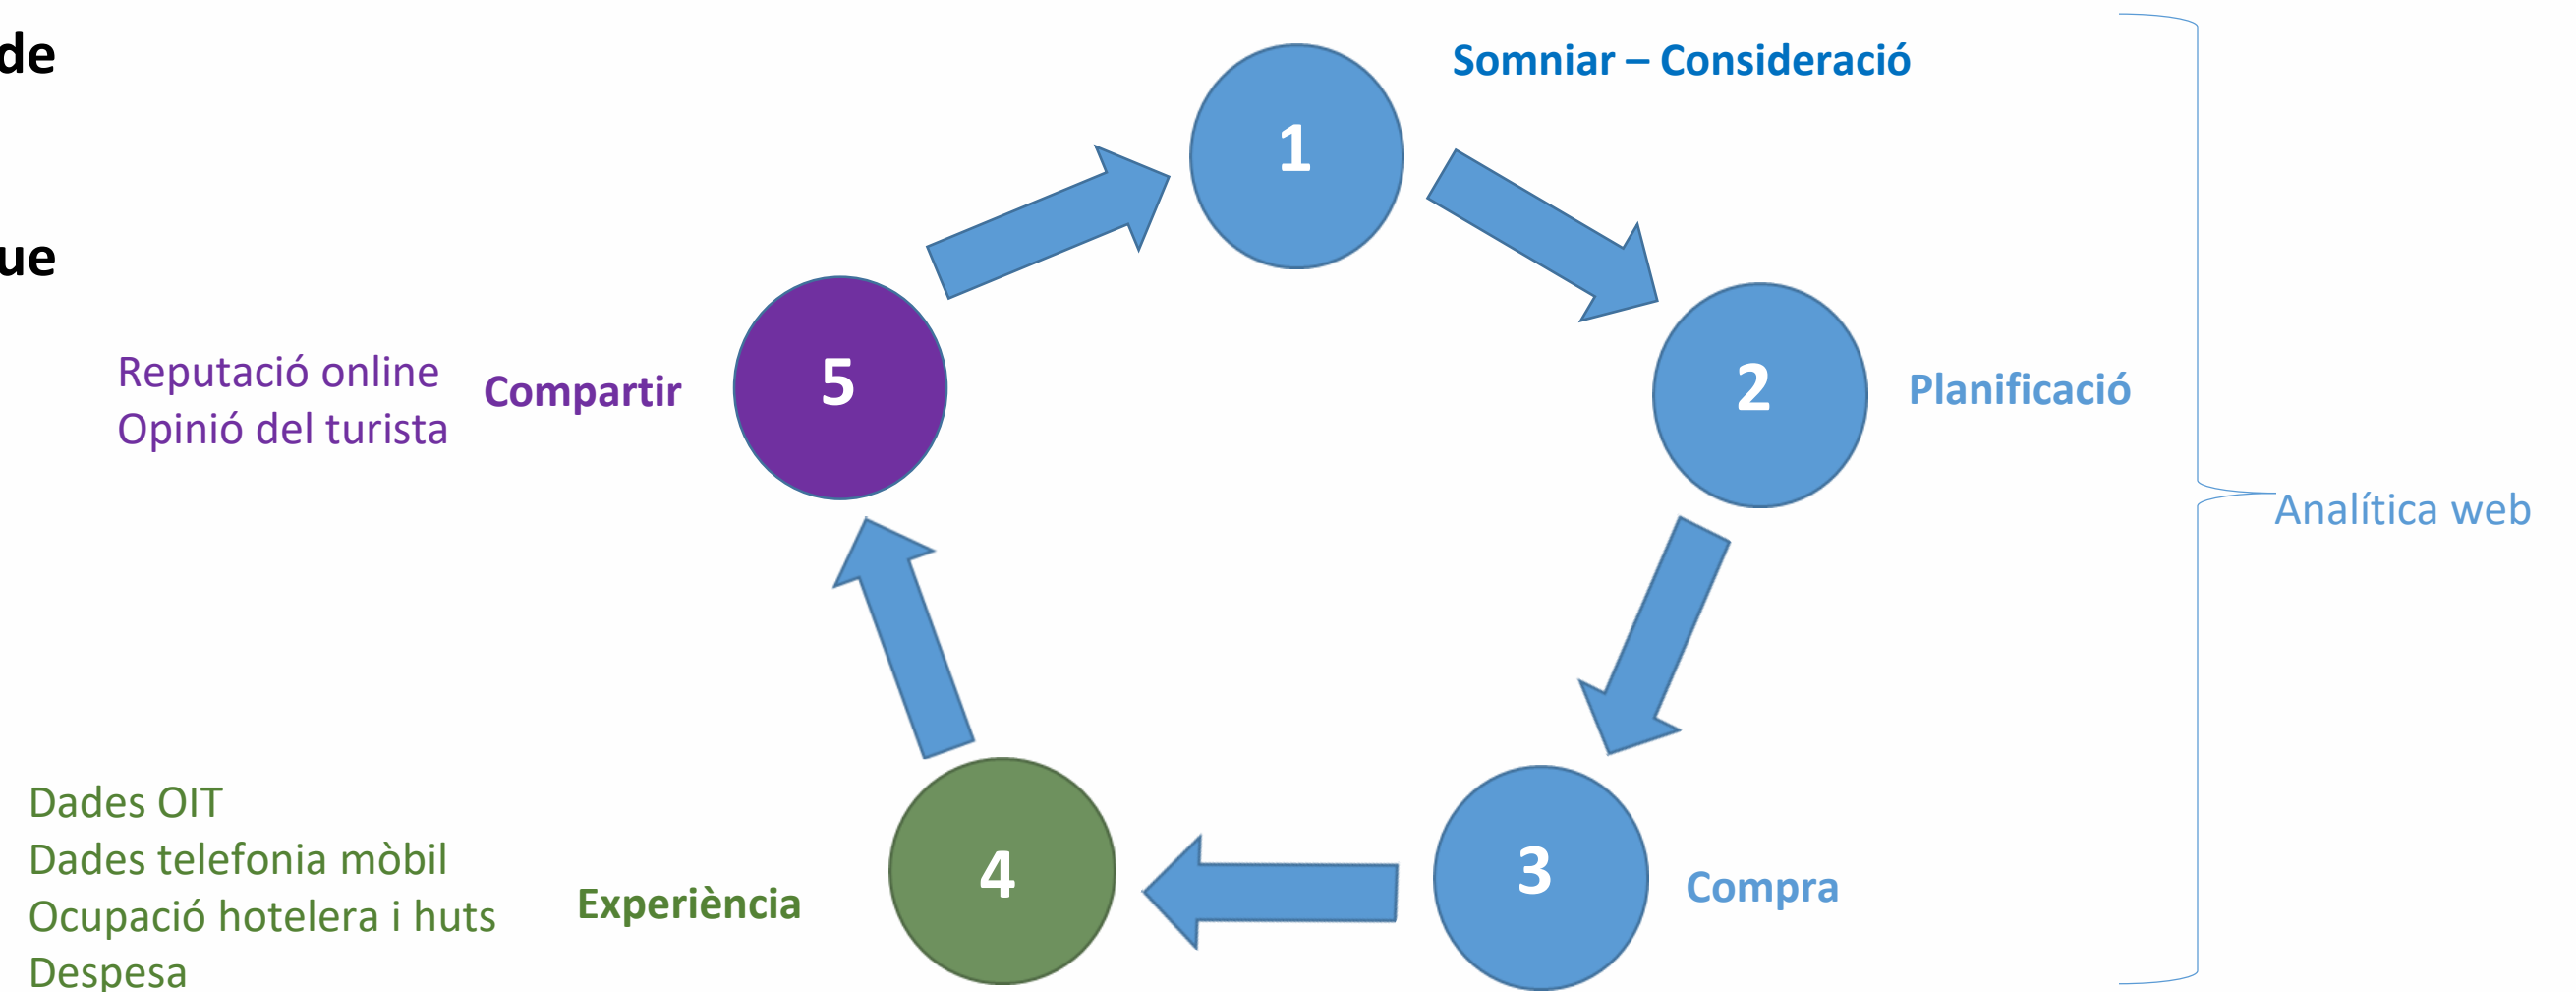 de
ue
1
Somniar – Consideració
2
Planificació
3
Compra
Analítica web
4
Experiència
Dades OIT
Dades telefonia mòbil
Ocupació hotelera i huts
Despesa
5
Compartir
Reputació online
Opinió del turista